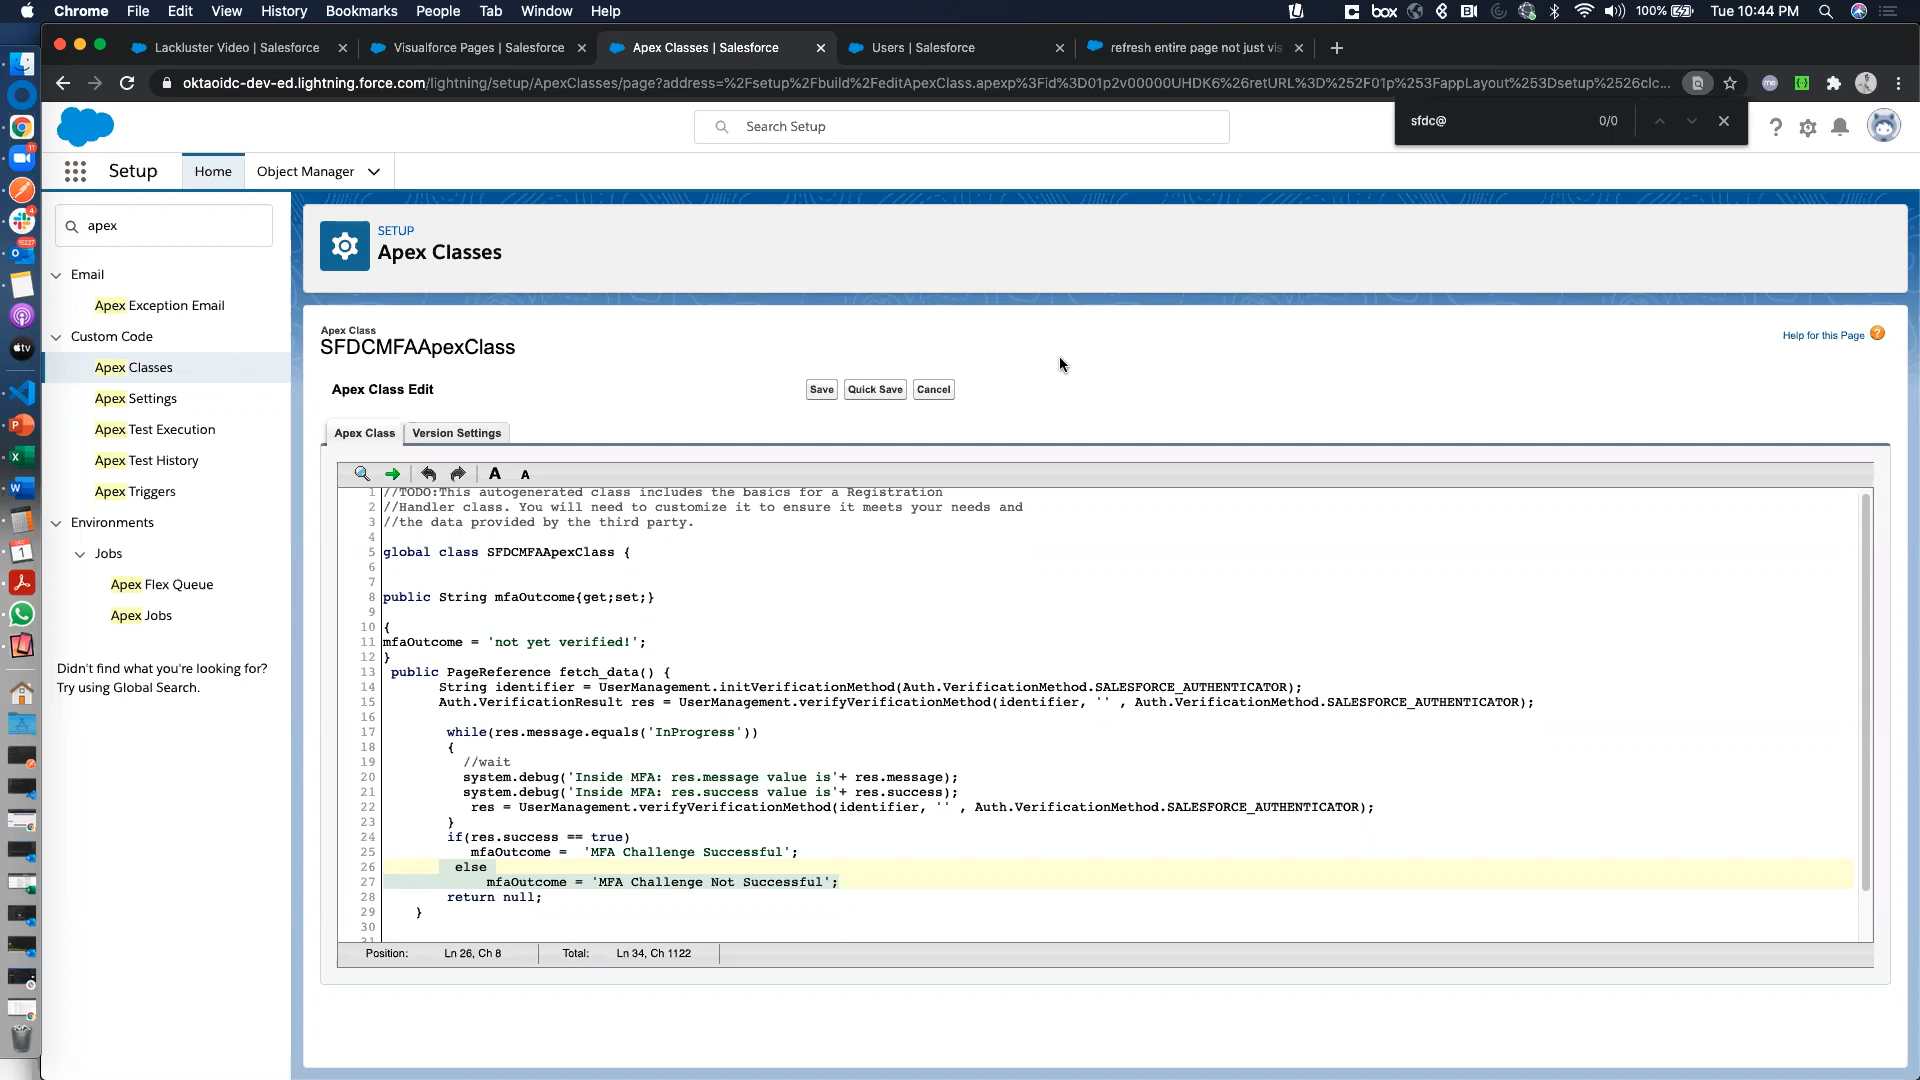 Chrome File Edit View History Bookmarks People Tab Window Help
box 100% Tue 10:44 PM
Lackluster Video | Salesforce
Visualforce Pages | Salesforce
Apex Classes | Salesforce
Users | Salesforce
refresh entire page not just vis
oktaoidc-dev-ed.lightning.force.com/lightning/setup/ApexClasses/page?address=%2Fsetup%2Fbuild%2FeditApexClass.apexp%3Fid%3D01p2v00000UHDK6%26retURL%3D%252F01p%253FappLayout%253Dsetup%2526clc...
sfdc@ 0/0
Search Setup
Setup
Home
Object Manager
apex
Email
Apex Exception Email
Custom Code
Apex Classes
Apex Settings
Apex Test Execution
Apex Test History
Apex Triggers
Environments
Jobs
Apex Flex Queue
Apex Jobs
Didn't find what you're looking for?
Try using Global Search.
SETUP
Apex Classes
Apex Class
SFDCMFAApexClass
Help for this Page
Apex Class Edit
Save
Quick Save
Cancel
Apex Class
Version Settings
A A
1 //TODO:This autogenerated class includes the basics for a Registration
2 //Handler class. You will need to customize it to ensure it meets your needs and
3 //the data provided by the third party.
4
5 global class SFDCMFAApexClass {
6
7
8 public String mfaOutcome{get;set;}
9
10 {
11 mfaOutcome = 'not yet verified!';
12 }
13 public PageReference fetch_data() {
14 String identifier = UserManagement.initVerificationMethod(Auth.VerificationMethod.SALESFORCE_AUTHENTICATOR);
15 Auth.VerificationResult res = UserManagement.verifyVerificationMethod(identifier, '' , Auth.VerificationMethod.SALESFORCE_AUTHENTICATOR);
16
17 while(res.message.equals('InProgress'))
18 {
19 //wait
20 system.debug('Inside MFA: res.message value is'+ res.message);
21 system.debug('Inside MFA: res.success value is'+ res.success);
22 res = UserManagement.verifyVerificationMethod(identifier, '' , Auth.VerificationMethod.SALESFORCE_AUTHENTICATOR);
23 }
24 if(res.success == true)
25 mfaOutcome = 'MFA Challenge Successful';
26 else
27 mfaOutcome = 'MFA Challenge Not Successful';
28 return null;
29 }
30
31
Position: Ln 26, Ch 8 Total: Ln 34, Ch 1122